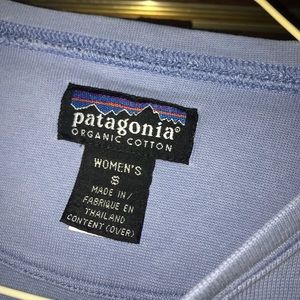 patagonia®
ORGANIC COTTON
WOMEN'S
S
MADE IN/
FABRIQUE EN
THAILAND
CONTENT (OVER)